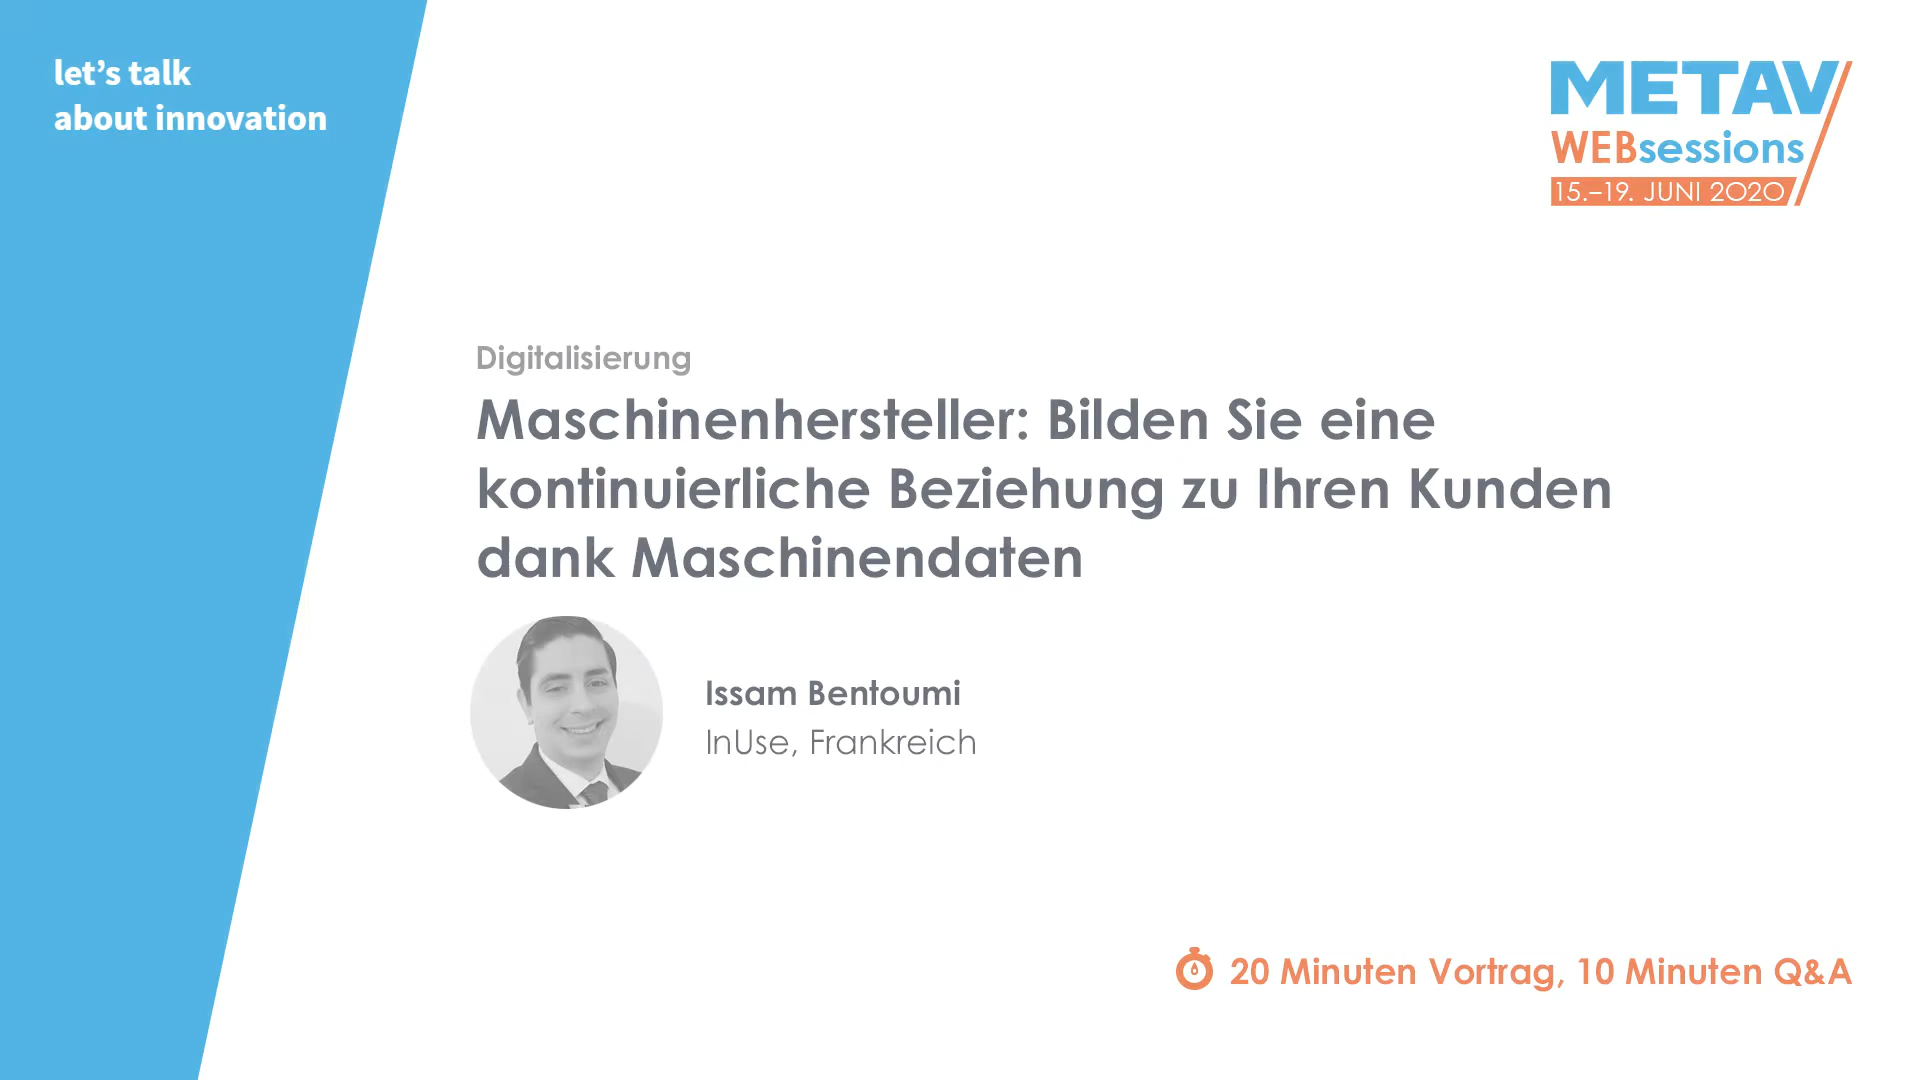 let's talk
about innovation
METAV
WEBsessions
15.–19. JUNI 2020
Digitalisierung
Maschinenhersteller: Bilden Sie eine
kontinuierliche Beziehung zu Ihren Kunden
dank Maschinendaten
Issam Bentoumi
InUse, Frankreich
20 Minuten Vortrag, 10 Minuten Q&A